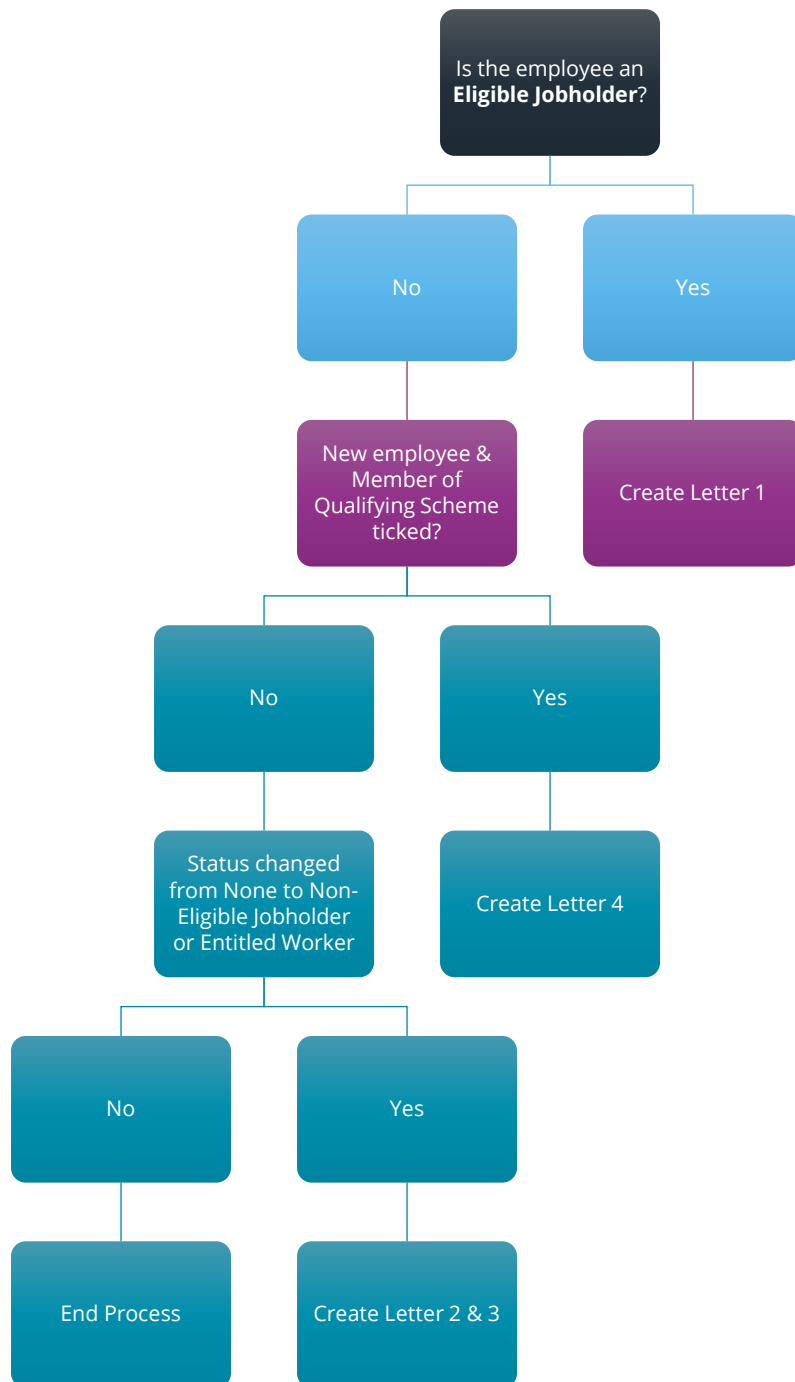 Is the employee an
Eligible Jobholder?
No
Yes
New employee &
Member of
Qualifying Scheme
ticked?
Create Letter 1
No
Yes
Status changed
from None to Non-
Eligible Jobholder
or Entitled Worker
Create Letter 4
No
Yes
End Process
Create Letter 2 & 3